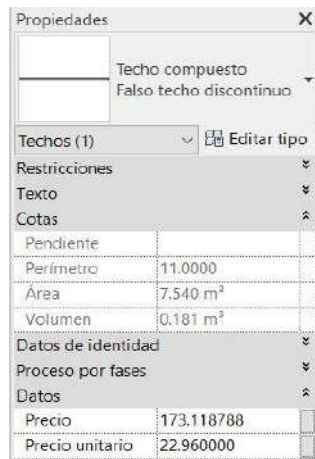 Propiedades
Techo compuesto
Falso techo discontinuo
Techos (1) Editar tipo
Restricciones
Texto
Cotas
Pendiente
Perímetro 11.0000
Área 7.540 m²
Volumen 0.181 m³
Datos de identidad
Proceso por fases
Datos
Precio 173.118788
Precio unitario 22.960000